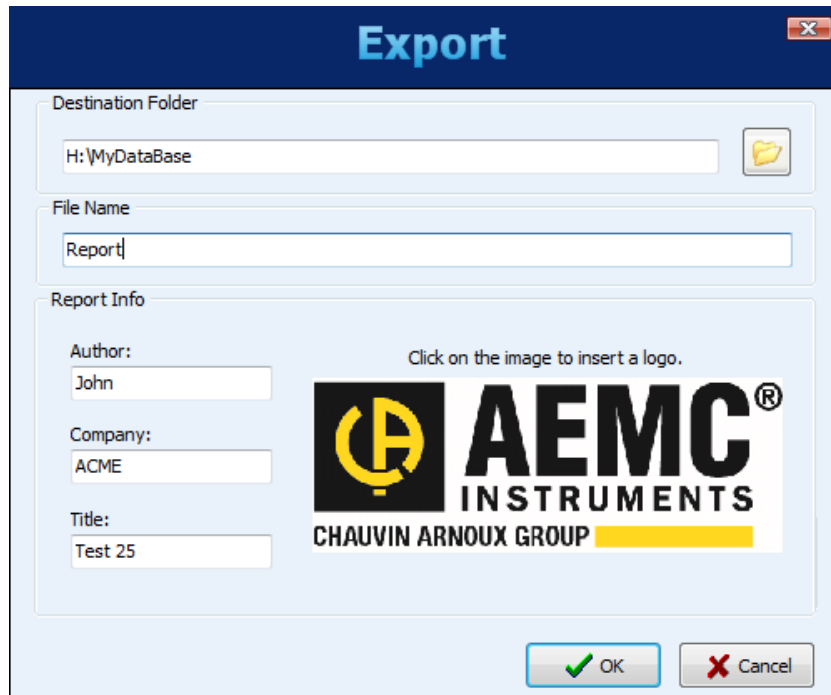 Export
Destination Folder
H:\MyDataBase
File Name
Report
Report Info
Author:
John
Company:
ACME
Title:
Test 25
Click on the image to insert a logo.
AEMC®
INSTRUMENTS
CHAUVIN ARNOUX GROUP
OK
Cancel